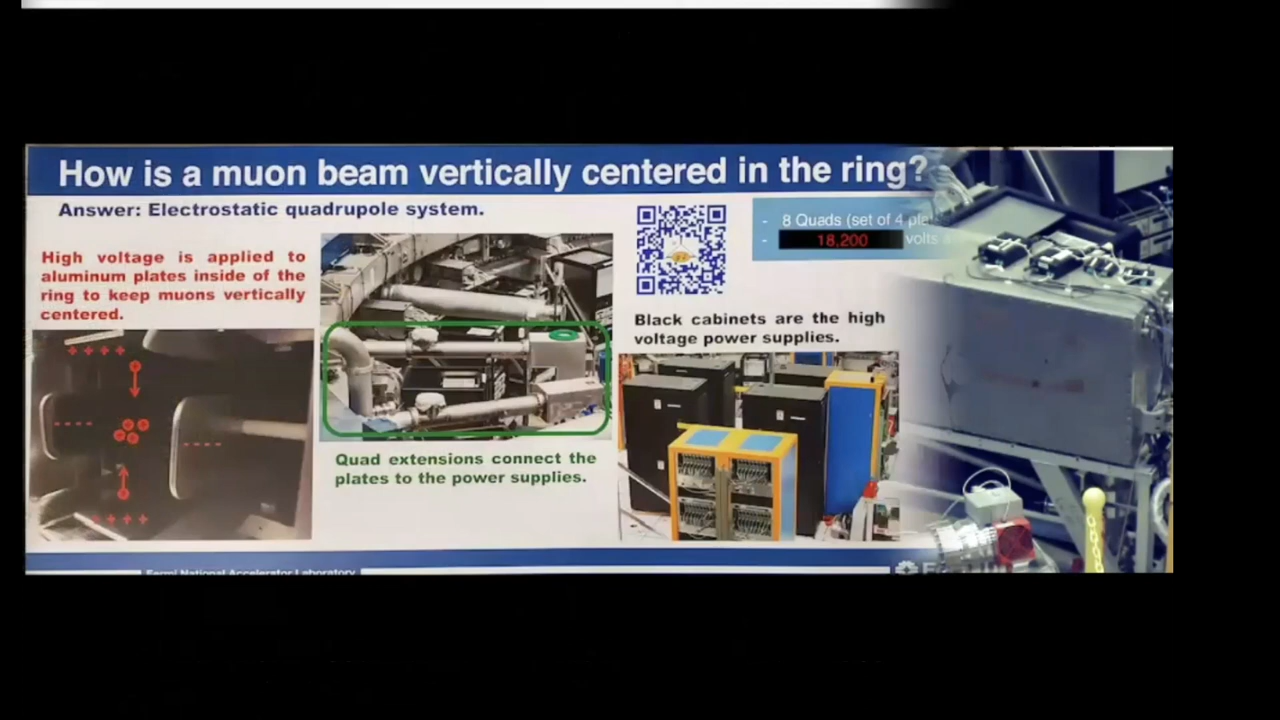 How is a muon beam vertically centered in the ring?
Answer: Electrostatic quadrupole system.
High voltage is applied to
aluminum plates inside of the
ring to keep muons vertically
centered.
Quad extensions connect the
plates to the power supplies.
- 8 Quads (set of 4
- 18,200 volts
Black cabinets are the high
voltage power supplies.
+ + + +
- - - -
- - - -
+ + + +
Fermi National Accelerator Laboratory